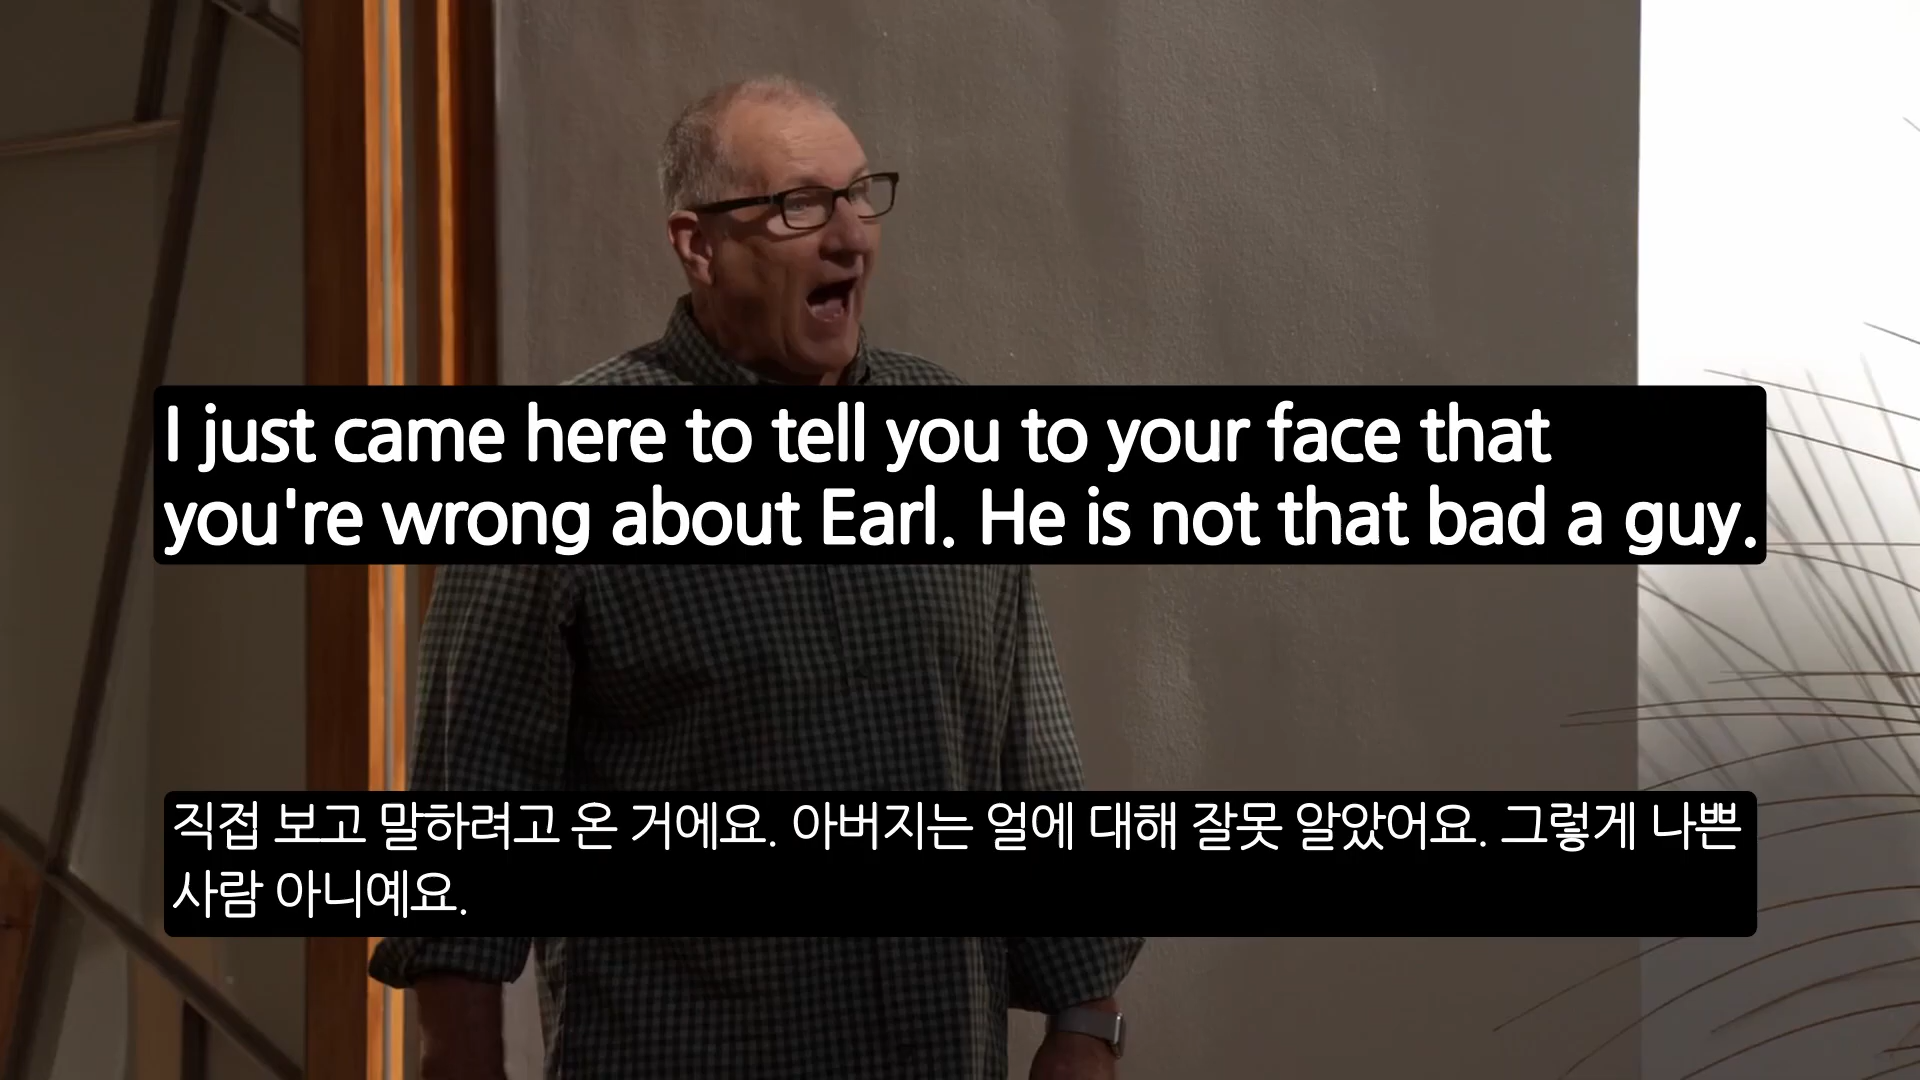 I just came here to tell you to your face that
you're wrong about Earl. He is not that bad a guy.
직접 보고 말하려고 온 거에요. 아버지는 얼에 대해 잘못 알았어요. 그렇게 나쁜
사람 아니예요.